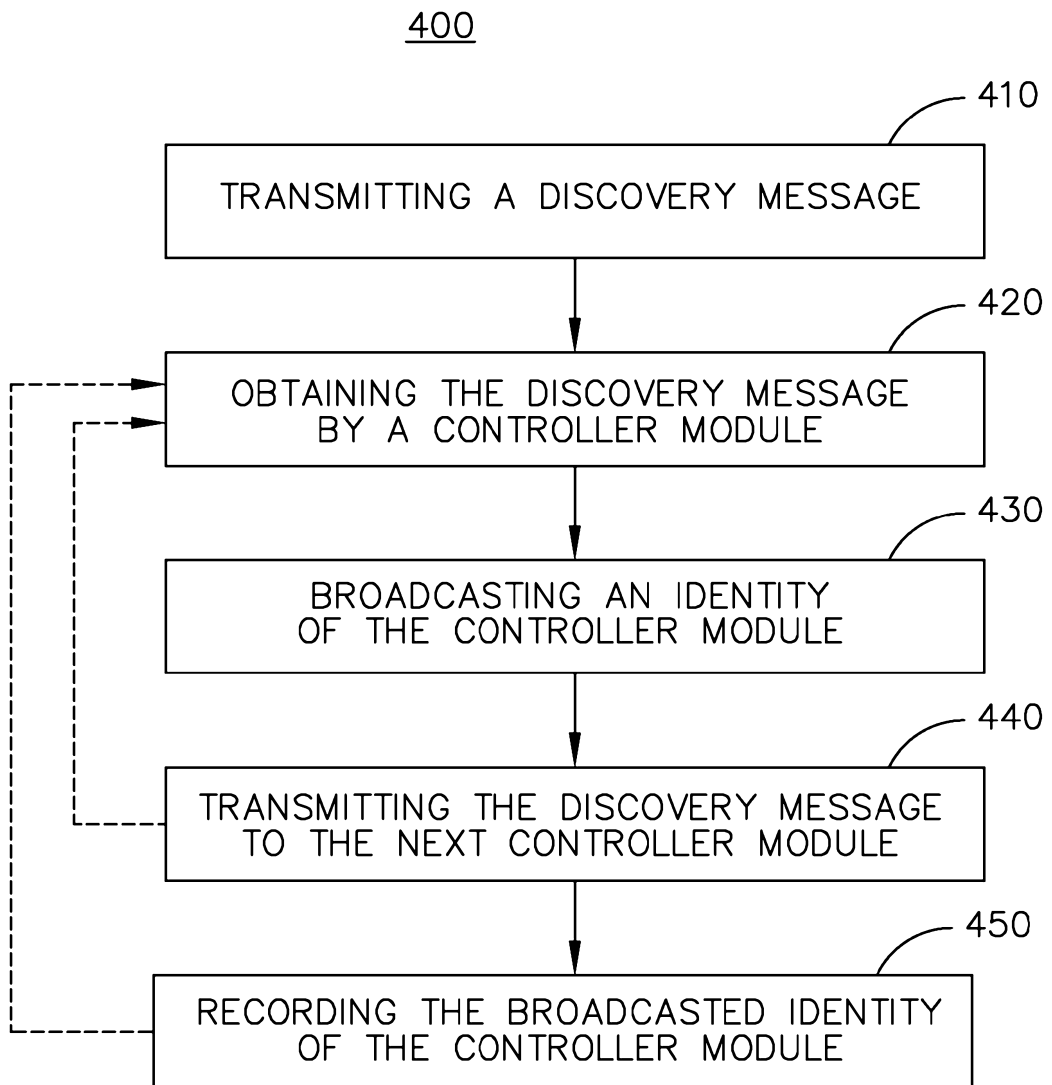 400
410
TRANSMITTING A DISCOVERY MESSAGE
420
OBTAINING THE DISCOVERY MESSAGE
BY A CONTROLLER MODULE
430
BROADCASTING AN IDENTITY
OF THE CONTROLLER MODULE
440
TRANSMITTING THE DISCOVERY MESSAGE
TO THE NEXT CONTROLLER MODULE
450
RECORDING THE BROADCASTED IDENTITY
OF THE CONTROLLER MODULE